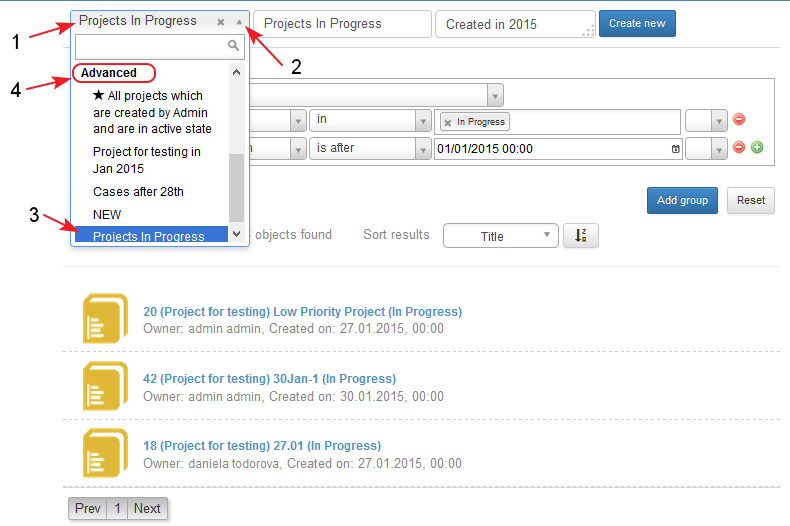 Projects In Progress
Projects In Progress
Created in 2015
Create new
1
2
4
Advanced
★ All projects which
are created by Admin
and are in active state
Project for testing in
Jan 2015
Cases after 28th
NEW
3
Projects In Progress
in
In Progress
is after
01/01/2015 00:00
Add group
Reset
objects found
Sort results
Title
20 (Project for testing) Low Priority Project (In Progress)
Owner: admin admin, Created on: 27.01.2015, 00:00
42 (Project for testing) 30Jan-1 (In Progress)
Owner: admin admin, Created on: 30.01.2015, 00:00
18 (Project for testing) 27.01 (In Progress)
Owner: daniela todorova, Created on: 27.01.2015, 00:00
Prev 1 Next